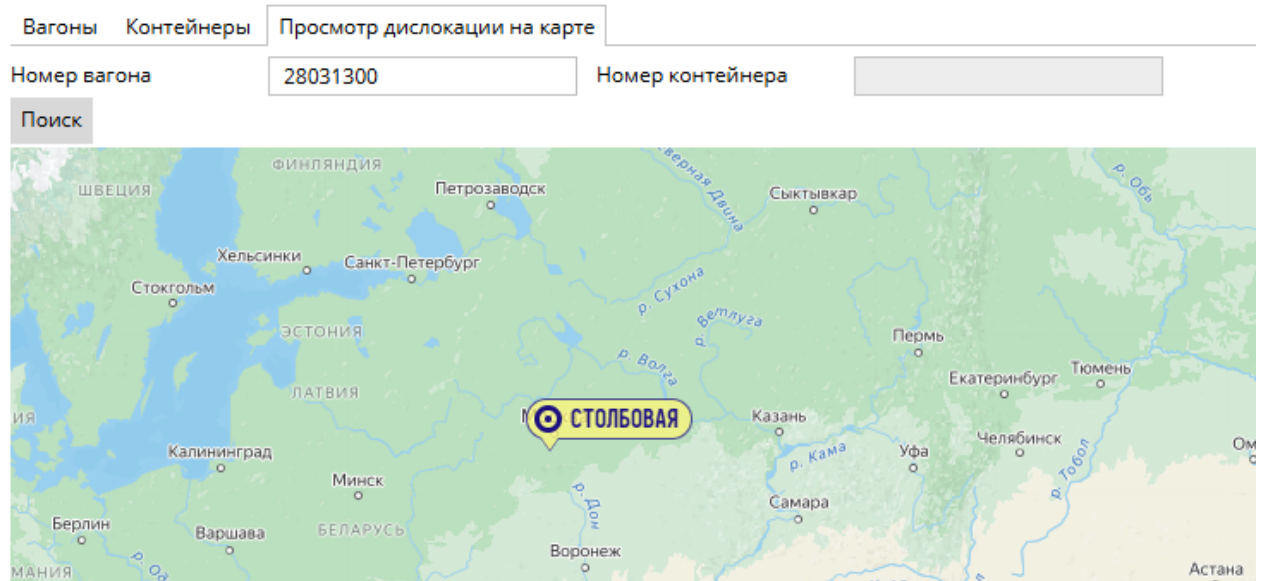 Вагоны Контейнеры Просмотр дислокации на карте
Номер вагона 28031300 Номер контейнера
Поиск
ФИНЛЯНДИЯ
ШВЕЦИЯ
Петрозаводск
Сыктывкар
р. Обь
Хельсинки
Санкт-Петербург
Стокгольм
р. Сухона
ЭСТОНИЯ
р. Ветлуга
Пермь
р. Волга
Екатеринбург
Тюмень
ЛАТВИЯ
СТОЛБОВАЯ
Казань
Калининград
Челябинск
Уфа
р. Кама
р. Тобол
Минск
р. Дон
Самара
Берлин
Варшава
БЕЛАРУСЬ
Воронеж
Астана